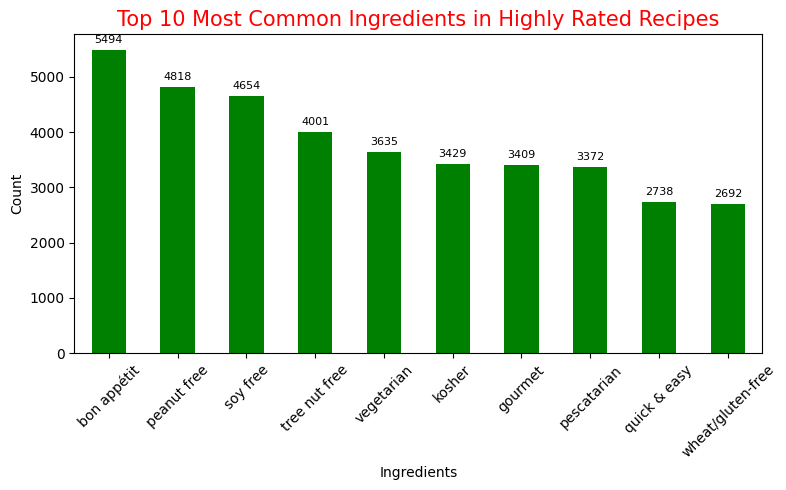 Top 10 Most Common Ingredients in Highly Rated Recipes
5494
4818
4654
4001
3635
3429
3409
3372
2738
2692
5000
4000
3000
2000
1000
0
Count
bon appétit
peanut free
soy free
tree nut free
vegetarian
kosher
gourmet
pescatarian
quick & easy
wheat/gluten-free
Ingredients